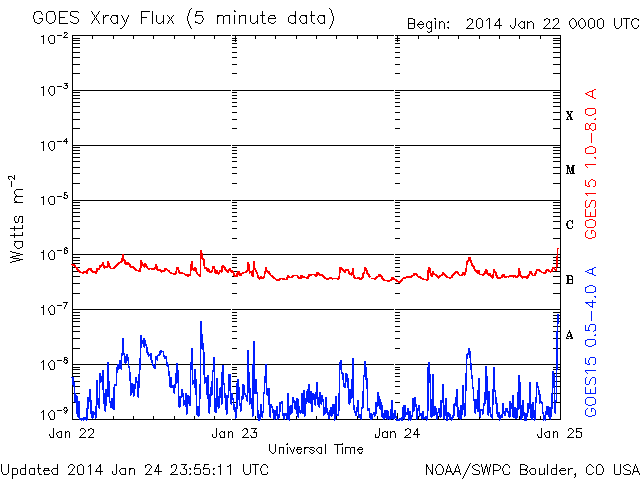 GOES Xray Flux (5 minute data)
Begin: 2014 Jan 22 0000 UTC
10⁻²
10⁻³
10⁻⁴
10⁻⁵
10⁻⁶
10⁻⁷
10⁻⁸
10⁻⁹
Watts m⁻²
X
M
C
B
A
GOES15 1.0-8.0 A
GOES15 0.5-4.0 A
Jan 22
Jan 23
Jan 24
Jan 25
Universal Time
Updated 2014 Jan 24 23:55:11 UTC
NOAA/SWPC Boulder, CO USA